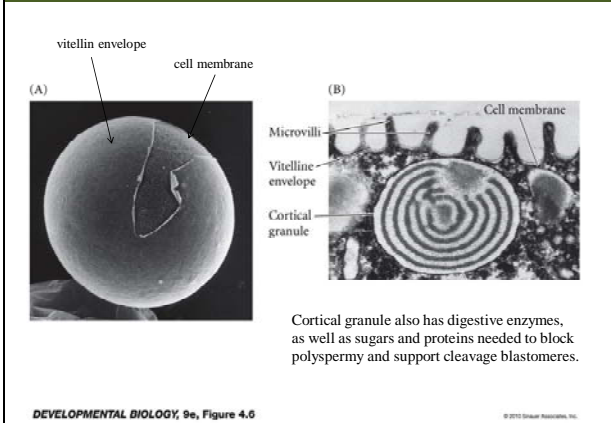 vitellin envelope
cell membrane
(A)
(B)
Cell membrane
Microvilli
Vitelline
envelope
Cortical
granule
Cortical granule also has digestive enzymes,
as well as sugars and proteins needed to block
polyspermy and support cleavage blastomeres.
DEVELOPMENTAL BIOLOGY, 9e, Figure 4.6
© 2010 Sinauer Associates, Inc.